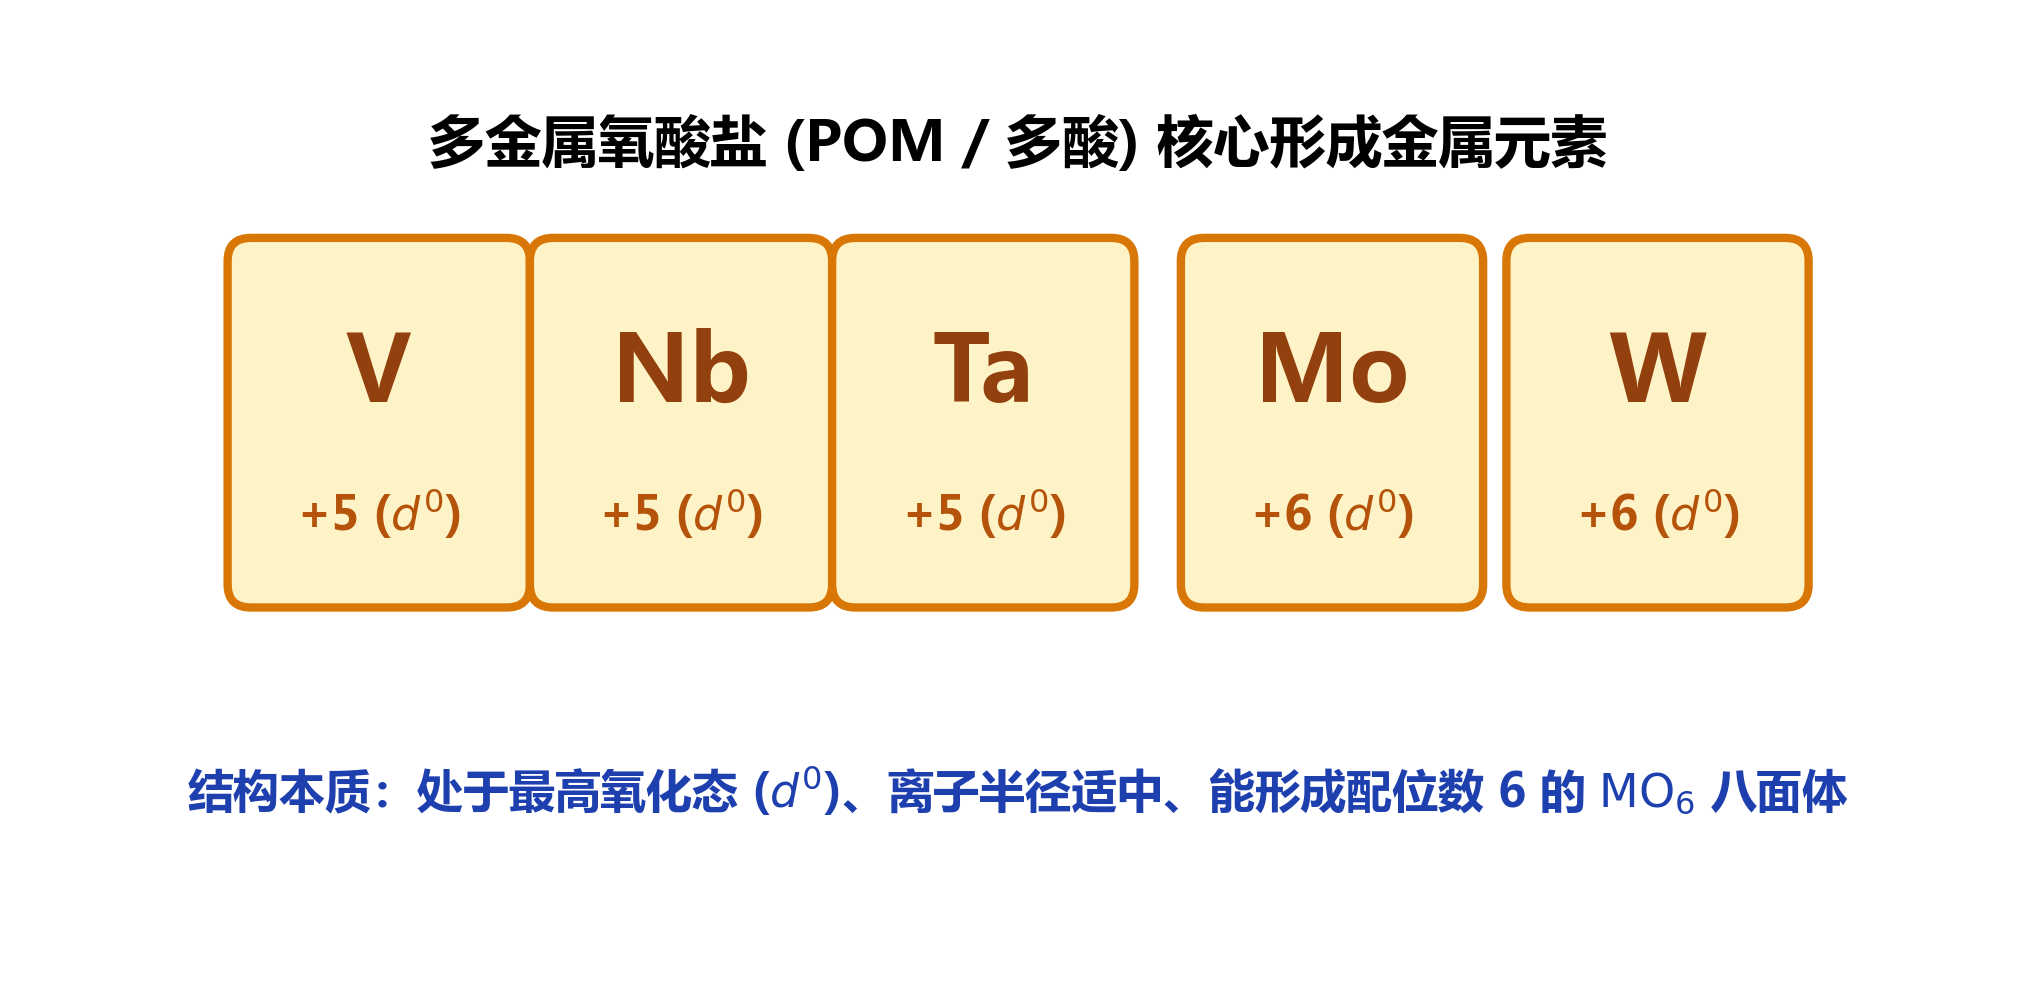 多金属氧酸盐 (POM / 多酸) 核心形成金属元素
V Nb Ta Mo W
+5 (d⁰) +5 (d⁰) +5 (d⁰) +6 (d⁰) +6 (d⁰)
结构本质：处于最高氧化态 (d⁰)、离子半径适中、能形成配位数 6 的 MO₆ 八面体